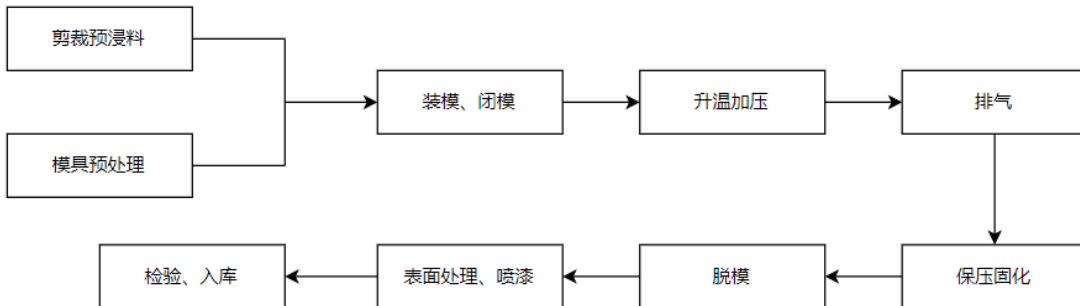 剪裁预浸料
模具预处理
装模、闭模
升温加压
排气
保压固化
脱模
表面处理、喷漆
检验、入库